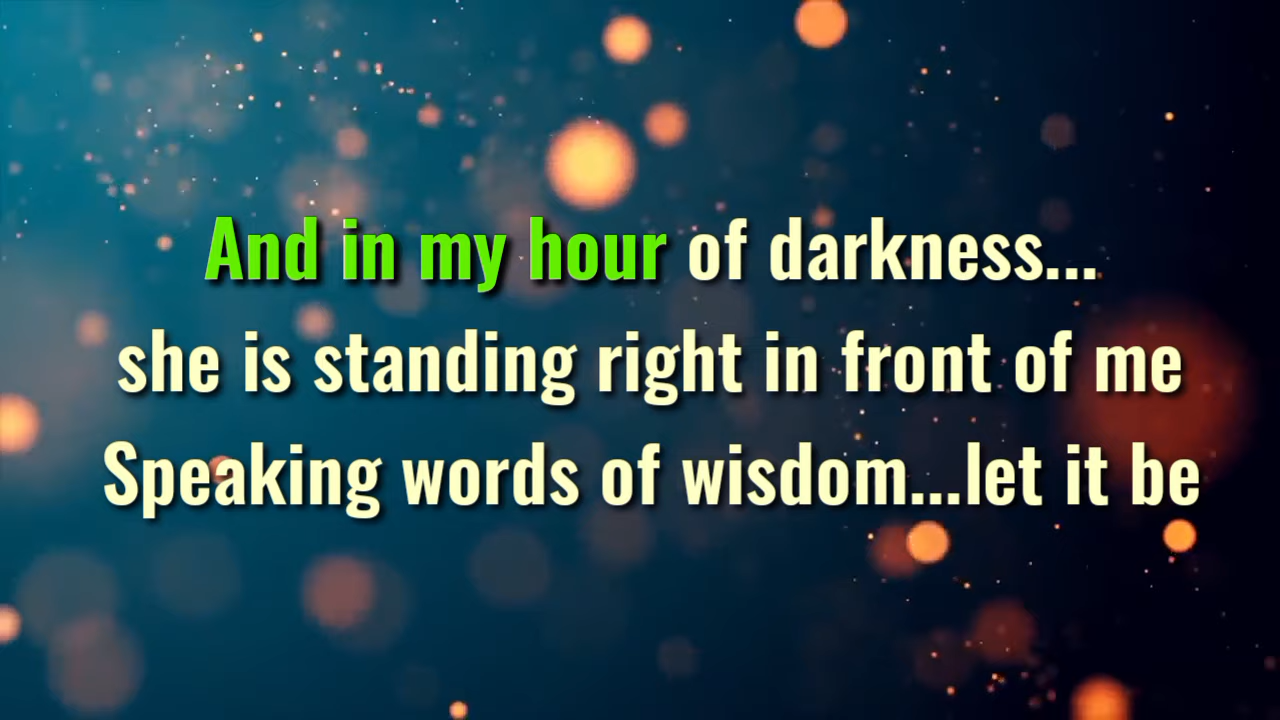 And in my hour of darkness...
she is standing right in front of me
Speaking words of wisdom...let it be